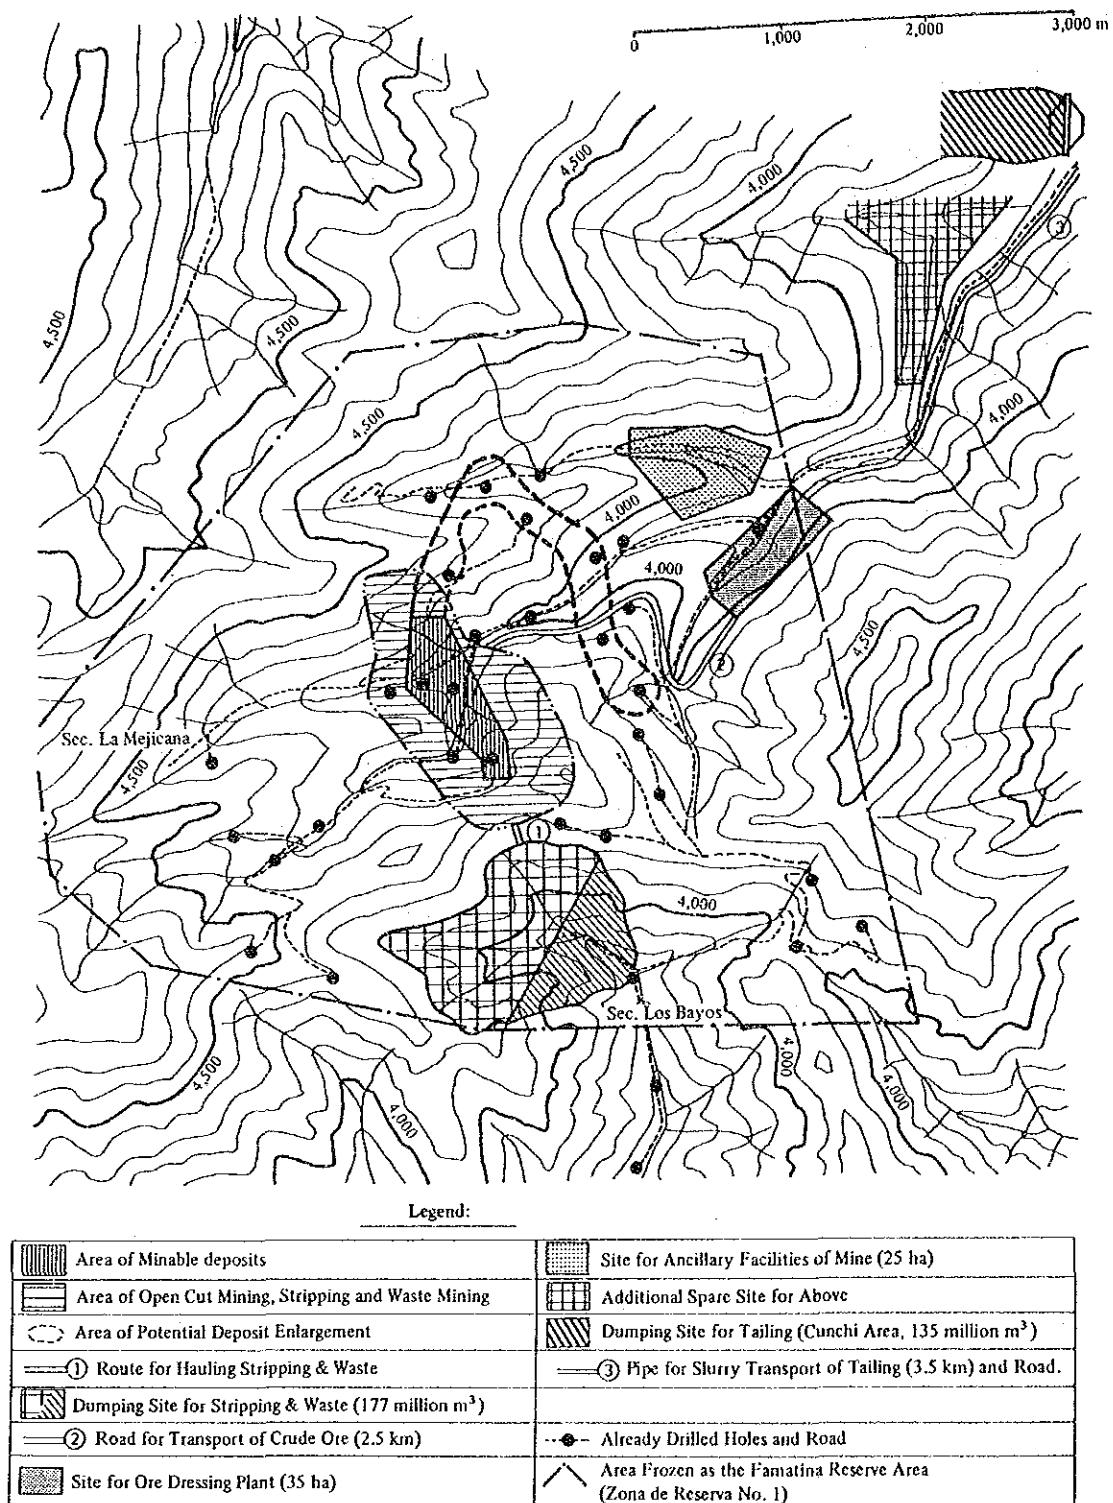 0 1,000 2,000 3,000 m
4,500
4,000
③
4,500
4,500
4,000
4,500
4,000
4,000
4,500
②
Sec. La Mejicana
4,500
①
4,000
Sec. Los Bayos
4,500
4,000
4,000
4,000
Legend:
Area of Minable deposits
Site for Ancillary Facilities of Mine (25 ha)
Area of Open Cut Mining, Stripping and Waste Mining
Additional Spare Site for Above
Area of Potential Deposit Enlargement
Dumping Site for Tailing (Cunchi Area, 135 million m³)
① Route for Hauling Stripping & Waste
③ Pipe for Slurry Transport of Tailing (3.5 km) and Road.
Dumping Site for Stripping & Waste (177 million m³)
② Road for Transport of Crude Ore (2.5 km)
Already Drilled Holes and Road
Site for Ore Dressing Plant (35 ha)
Area Frozen as the Famatina Reserve Area
(Zona de Reserva No. 1)